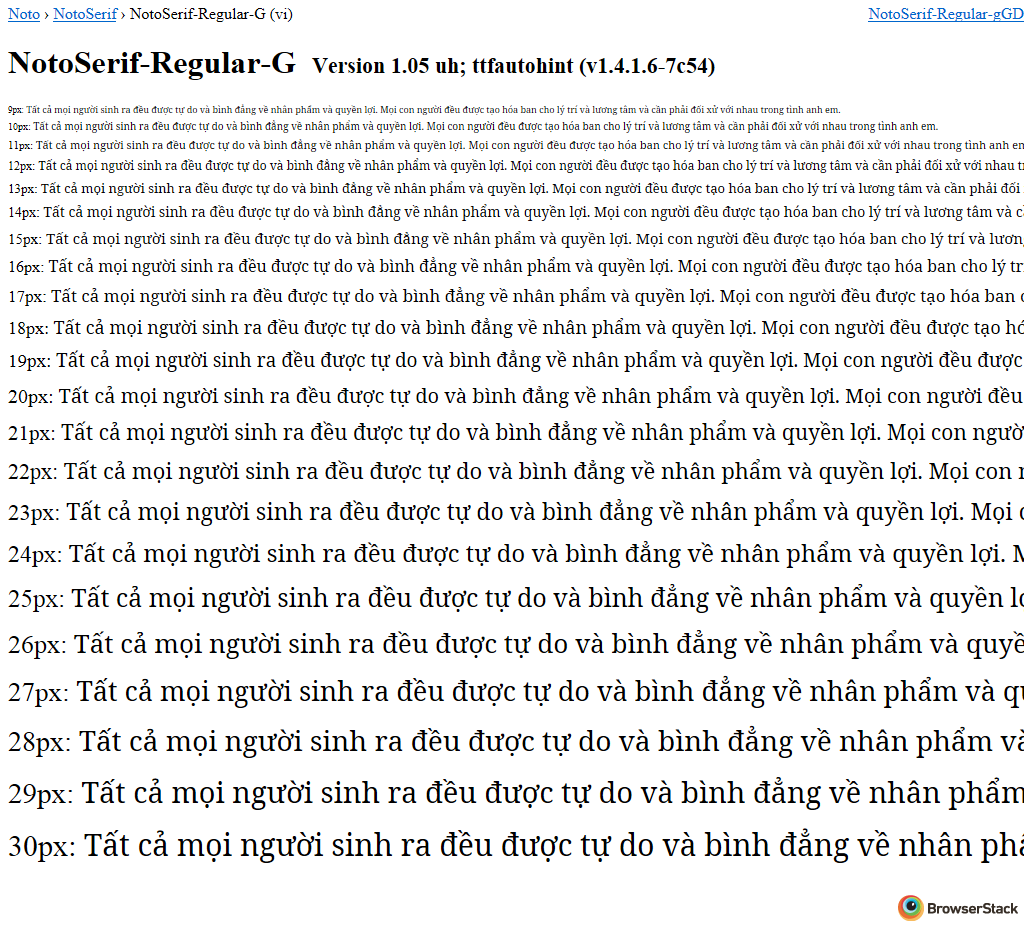 Noto › NotoSerif › NotoSerif-Regular-G (vi) NotoSerif-Regular-gGD
NotoSerif-Regular-G Version 1.05 uh; ttfautohint (v1.4.1.6-7c54)
9px: Tất cả mọi người sinh ra đều được tự do và bình đẳng về nhân phẩm và quyền lợi. Mọi con người đều được tạo hóa ban cho lý trí và lương tâm và cần phải đối xử với nhau trong tình anh em.
10px: Tất cả mọi người sinh ra đều được tự do và bình đẳng về nhân phẩm và quyền lợi. Mọi con người đều được tạo hóa ban cho lý trí và lương tâm và cần phải đối xử với nhau trong tình anh em.
11px: Tất cả mọi người sinh ra đều được tự do và bình đẳng về nhân phẩm và quyền lợi. Mọi con người đều được tạo hóa ban cho lý trí và lương tâm và cần phải đối xử với nhau trong tình anh en
12px: Tất cả mọi người sinh ra đều được tự do và bình đẳng về nhân phẩm và quyền lợi. Mọi con người đều được tạo hóa ban cho lý trí và lương tâm và cần phải đối xử với nhau t
13px: Tất cả mọi người sinh ra đều được tự do và bình đẳng về nhân phẩm và quyền lợi. Mọi con người đều được tạo hóa ban cho lý trí và lương tâm và cần phải đối
14px: Tất cả mọi người sinh ra đều được tự do và bình đẳng về nhân phẩm và quyền lợi. Mọi con người đều được tạo hóa ban cho lý trí và lương tâm và c
15px: Tất cả mọi người sinh ra đều được tự do và bình đẳng về nhân phẩm và quyền lợi. Mọi con người đều được tạo hóa ban cho lý trí và lươn
16px: Tất cả mọi người sinh ra đều được tự do và bình đẳng về nhân phẩm và quyền lợi. Mọi con người đều được tạo hóa ban cho lý tr
17px: Tất cả mọi người sinh ra đều được tự do và bình đẳng về nhân phẩm và quyền lợi. Mọi con người đều được tạo hóa ban c
18px: Tất cả mọi người sinh ra đều được tự do và bình đẳng về nhân phẩm và quyền lợi. Mọi con người đều được tạo hó
19px: Tất cả mọi người sinh ra đều được tự do và bình đẳng về nhân phẩm và quyền lợi. Mọi con người đều được
20px: Tất cả mọi người sinh ra đều được tự do và bình đẳng về nhân phẩm và quyền lợi. Mọi con người đều
21px: Tất cả mọi người sinh ra đều được tự do và bình đẳng về nhân phẩm và quyền lợi. Mọi con ngườ
22px: Tất cả mọi người sinh ra đều được tự do và bình đẳng về nhân phẩm và quyền lợi. Mọi con
23px: Tất cả mọi người sinh ra đều được tự do và bình đẳng về nhân phẩm và quyền lợi. Mọi c
24px: Tất cả mọi người sinh ra đều được tự do và bình đẳng về nhân phẩm và quyền lợi. M
25px: Tất cả mọi người sinh ra đều được tự do và bình đẳng về nhân phẩm và quyền lo
26px: Tất cả mọi người sinh ra đều được tự do và bình đẳng về nhân phẩm và quyề
27px: Tất cả mọi người sinh ra đều được tự do và bình đẳng về nhân phẩm và qu
28px: Tất cả mọi người sinh ra đều được tự do và bình đẳng về nhân phẩm và
29px: Tất cả mọi người sinh ra đều được tự do và bình đẳng về nhân phẩm
30px: Tất cả mọi người sinh ra đều được tự do và bình đẳng về nhân phâ
BrowserStack